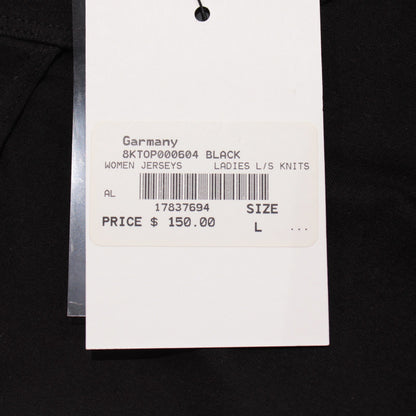 Garmany
8KTOP000604 BLACK
WOMEN JERSEYS LADIES L/S KNITS
AL
17837694 SIZE
PRICE $ 150.00 L ...